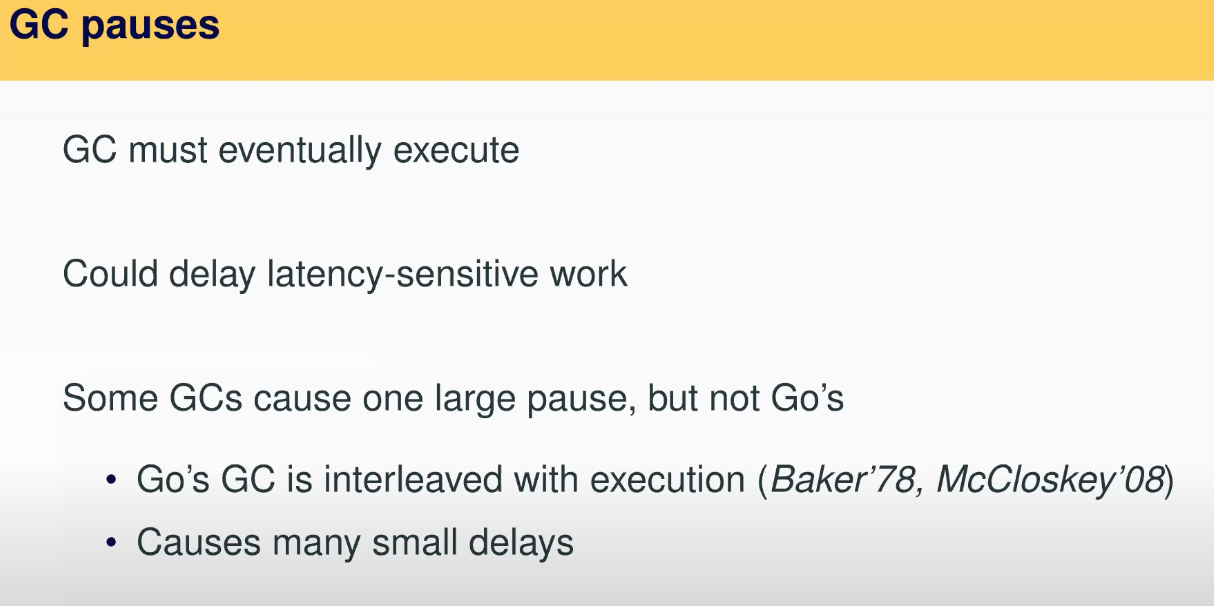 GC pauses
GC must eventually execute
Could delay latency-sensitive work
Some GCs cause one large pause, but not Go’s
• Go’s GC is interleaved with execution (Baker’78, McCloskey’08)
• Causes many small delays